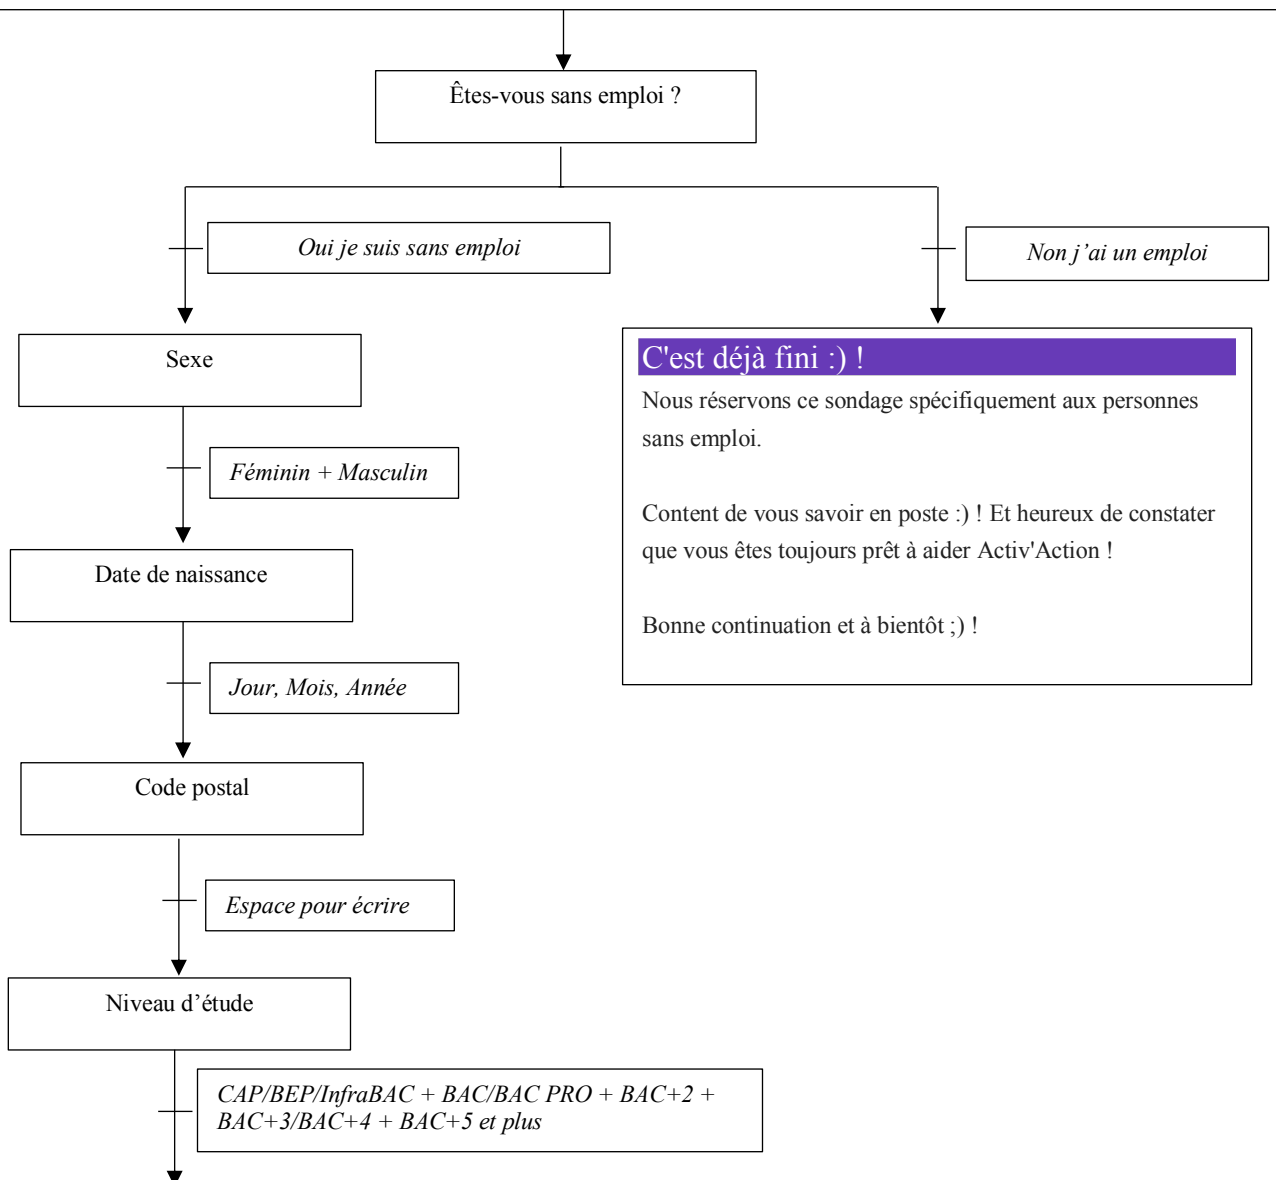 Êtes-vous sans emploi ?
Oui je suis sans emploi
Non j’ai un emploi
Sexe
C'est déjà fini :) !
Nous réservons ce sondage spécifiquement aux personnes
sans emploi.
Content de vous savoir en poste :) ! Et heureux de constater
que vous êtes toujours prêt à aider Activ'Action !
Bonne continuation et à bientôt ;) !
Féminin + Masculin
Date de naissance
Jour, Mois, Année
Code postal
Espace pour écrire
Niveau d’étude
CAP/BEP/InfraBAC + BAC/BAC PRO + BAC+2 +
BAC+3/BAC+4 + BAC+5 et plus